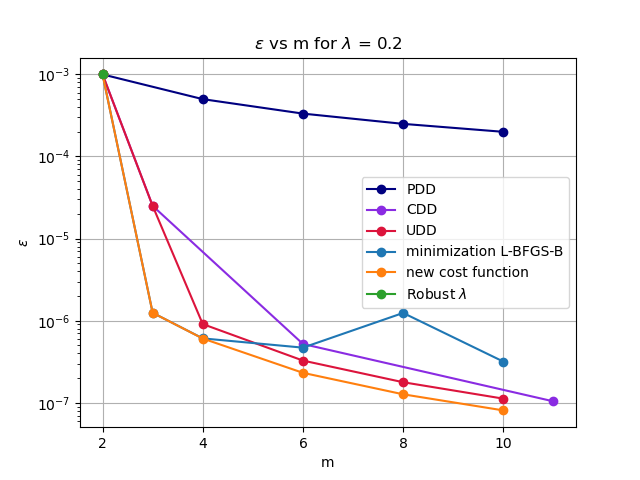 ε vs m for λ = 0.2
10⁻³
10⁻⁴
10⁻⁵
10⁻⁶
10⁻⁷
ε
PDD
CDD
UDD
minimization L-BFGS-B
new cost function
Robust λ
2 4 6 8 10
m